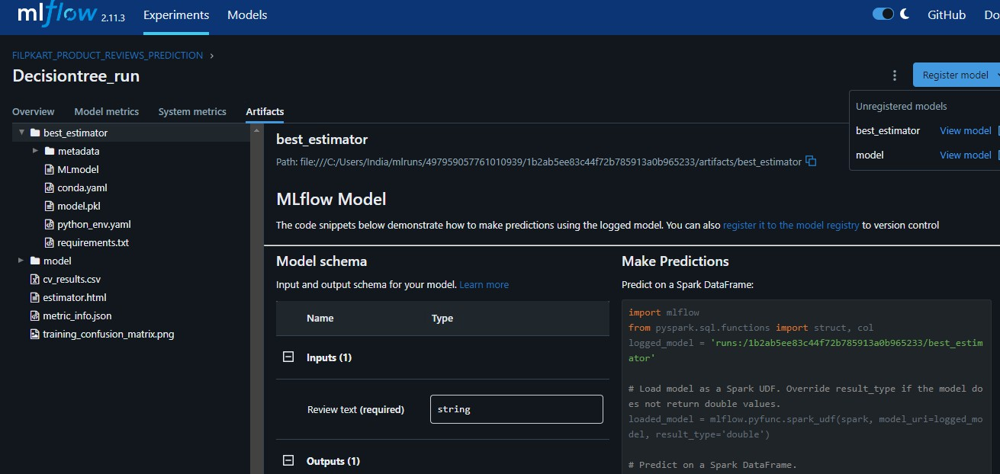 mlflow 2.11.3 Experiments Models GitHub Do
FILPKART_PRODUCT_REVIEWS_PREDICTION ›
Decisiontree_run
Register model
Overview Model metrics System metrics Artifacts
Unregistered models
best_estimator View model
model View model
best_estimator
metadata
MLmodel
conda.yaml
model.pkl
python_env.yaml
requirements.txt
model
cv_results.csv
estimator.html
metric_info.json
training_confusion_matrix.png
best_estimator
Path: file:///C:/Users/India/mlruns/497959057761010939/1b2ab5ee83c44f72b785913a0b965233/artifacts/best_estimator
MLflow Model
The code snippets below demonstrate how to make predictions using the logged model. You can also register it to the model registry to version control
Model schema
Input and output schema for your model. Learn more
Name Type
Inputs (1)
Review text (required) string
Outputs (1)
Make Predictions
Predict on a Spark DataFrame:
import mlflow
from pyspark.sql.functions import struct, col
logged_model = 'runs:/1b2ab5ee83c44f72b785913a0b965233/best_estim
ator'
# Load model as a Spark UDF. Override result_type if the model do
es not return double values.
loaded_model = mlflow.pyfunc.spark_udf(spark, model_uri=logged_mo
del, result_type='double')
# Predict on a Spark DataFrame.